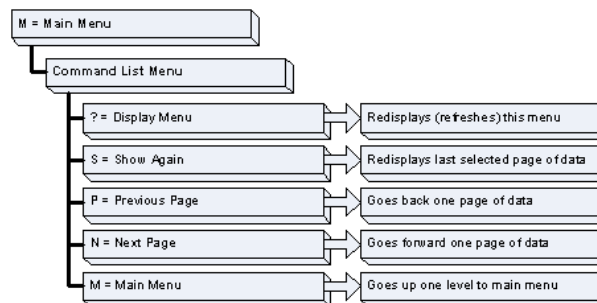 M = Main Menu
Command List Menu
? = Display Menu
Redisplays (refreshes) this menu
S = Show Again
Redisplays last selected page of data
P = Previous Page
Goes back one page of data
N = Next Page
Goes forward one page of data
M = Main Menu
Goes up one level to main menu